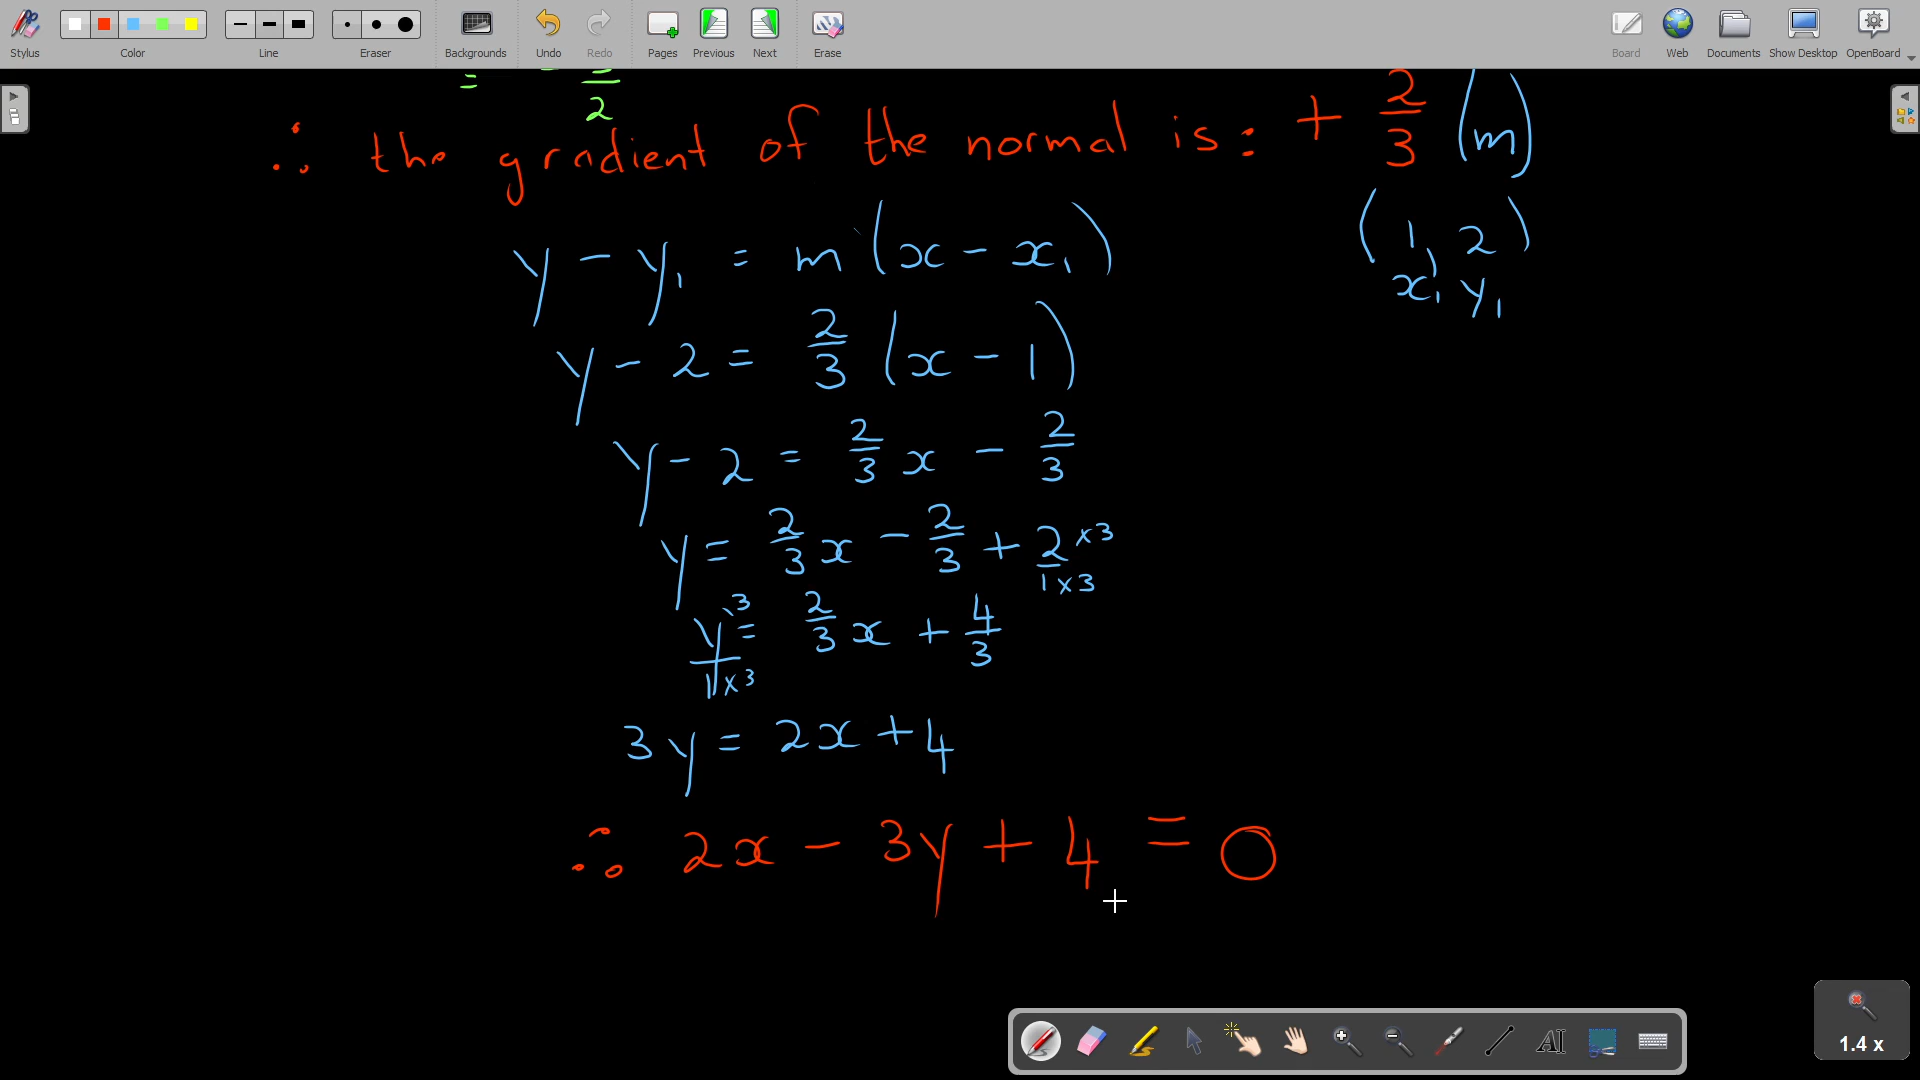 Stylus Color Line Eraser Backgrounds Undo Redo Pages Previous Next Erase Board Web Documents Show Desktop OpenBoard
= - /2
∴ the gradient of the normal is: + 2/3 (m)
(1, 2)
x₁ y₁
y - y₁ = m(x - x₁)
y - 2 = 2/3 (x - 1)
y - 2 = 2/3 x - 2/3
y = 2/3 x - 2/3 + 2×3/1×3
y×3/1×3 = 2/3 x + 4/3
3y = 2x + 4
∴ 2x - 3y + 4 = 0
AI
1.4 x